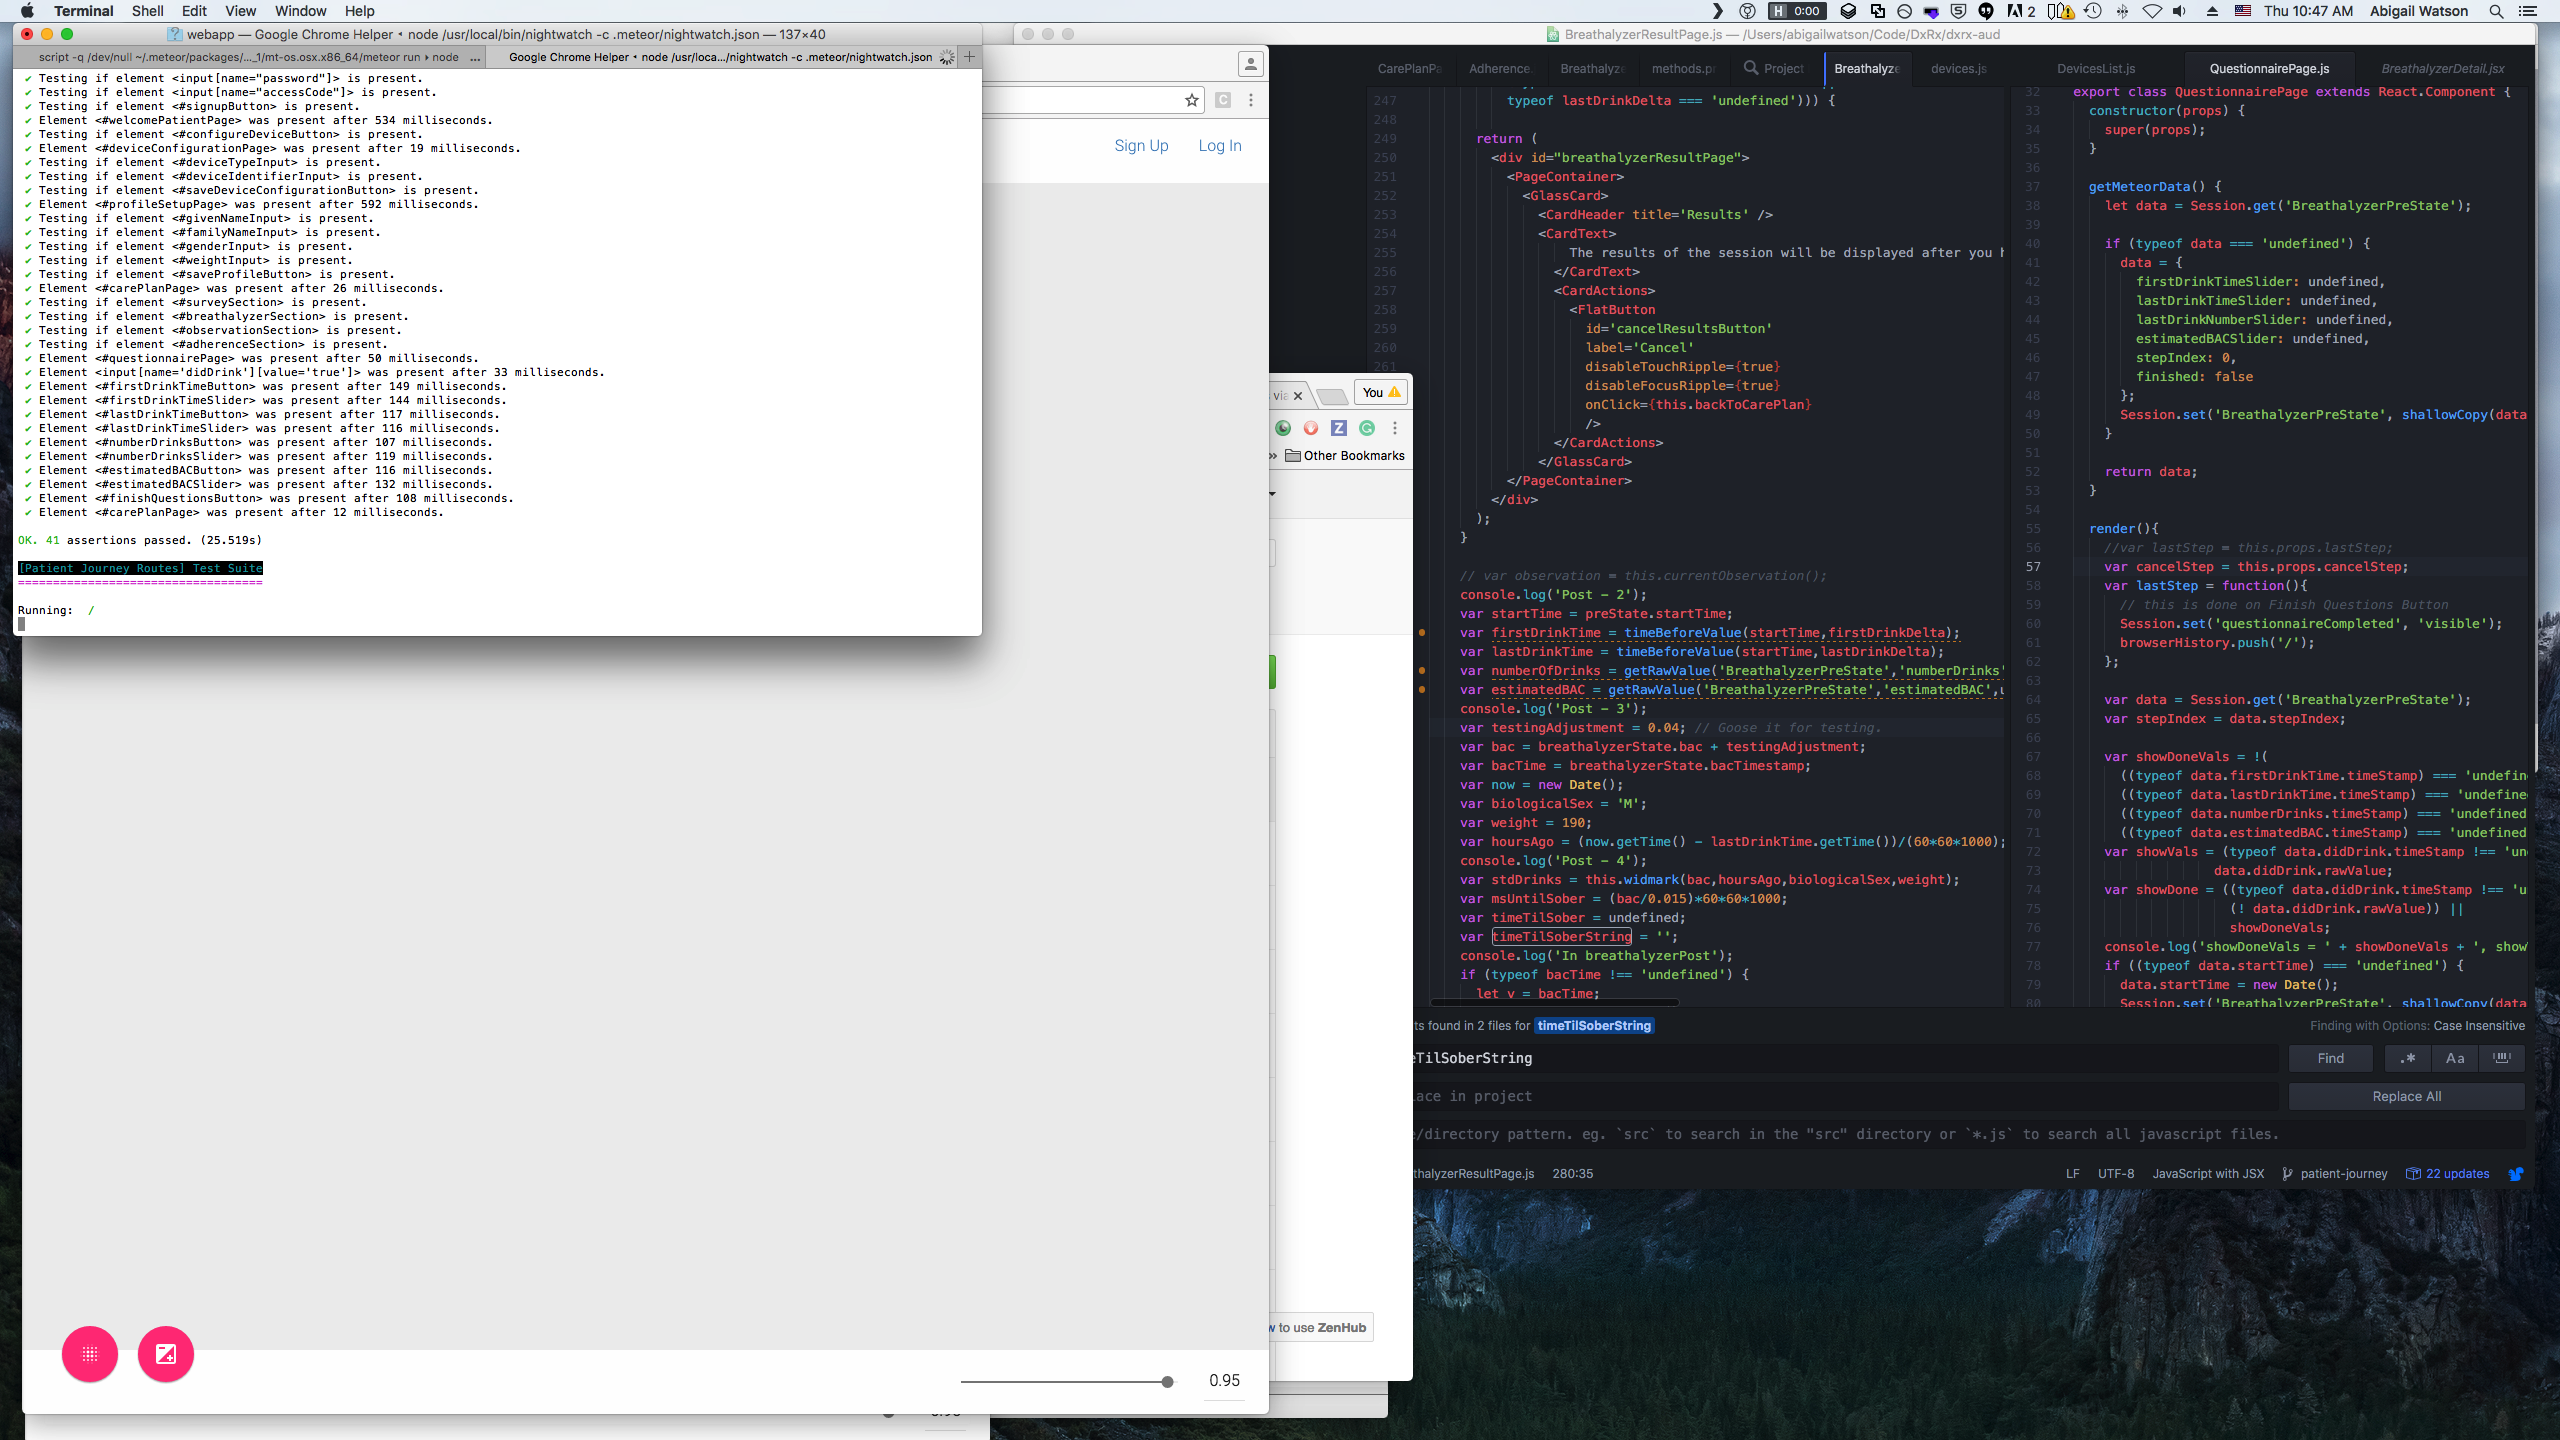 Terminal Shell Edit View Window Help
H 0:00
2
Thu 10:47 AM Abigail Watson
webapp — Google Chrome Helper ◂ node /usr/local/bin/nightwatch -c .meteor/nightwatch.json — 137×40
script -q /dev/null ~/.meteor/packages/..._1/mt-os.osx.x86_64/meteor run ▸ node ...
Google Chrome Helper ◂ node /usr/loca.../nightwatch -c .meteor/nightwatch.json
✔ Testing if element <input[name="password"]> is present.
✔ Testing if element <input[name="accessCode"]> is present.
✔ Testing if element <#signupButton> is present.
✔ Element <#welcomePatientPage> was present after 534 milliseconds.
✔ Testing if element <#configureDeviceButton> is present.
✔ Element <#deviceConfigurationPage> was present after 19 milliseconds.
✔ Testing if element <#deviceTypeInput> is present.
✔ Testing if element <#deviceIdentifierInput> is present.
✔ Testing if element <#saveDeviceConfigurationButton> is present.
✔ Element <#profileSetupPage> was present after 592 milliseconds.
✔ Testing if element <#givenNameInput> is present.
✔ Testing if element <#familyNameInput> is present.
✔ Testing if element <#genderInput> is present.
✔ Testing if element <#weightInput> is present.
✔ Testing if element <#saveProfileButton> is present.
✔ Element <#carePlanPage> was present after 26 milliseconds.
✔ Testing if element <#surveySection> is present.
✔ Testing if element <#breathalyzerSection> is present.
✔ Testing if element <#observationSection> is present.
✔ Testing if element <#adherenceSection> is present.
✔ Element <#questionnairePage> was present after 50 milliseconds.
✔ Element <input[name='didDrink'][value='true']> was present after 33 milliseconds.
✔ Element <#firstDrinkTimeButton> was present after 149 milliseconds.
✔ Element <#firstDrinkTimeSlider> was present after 144 milliseconds.
✔ Element <#lastDrinkTimeButton> was present after 117 milliseconds.
✔ Element <#lastDrinkTimeSlider> was present after 116 milliseconds.
✔ Element <#numberDrinksButton> was present after 107 milliseconds.
✔ Element <#numberDrinksSlider> was present after 119 milliseconds.
✔ Element <#estimatedBACButton> was present after 116 milliseconds.
✔ Element <#estimatedBACSlider> was present after 132 milliseconds.
✔ Element <#finishQuestionsButton> was present after 108 milliseconds.
✔ Element <#carePlanPage> was present after 12 milliseconds.
OK. 41 assertions passed. (25.519s)
[Patient Journey Routes] Test Suite
===================================
Running: /
Sign Up Log In
0.95
via
You
Z
Other Bookmarks
to use ZenHub
BreathalyzerResultPage.js — /Users/abigailwatson/Code/DxRx/dxrx-aud
CarePlanPa Adherence. Breathalyze methods.pr Project Breathalyze devices.js DevicesList.js QuestionnairePage.js BreathalyzerDetail.jsx
247 typeof lastDrinkDelta === 'undefined'))) {
248
249 return (
250 <div id="breathalyzerResultPage">
251 <PageContainer>
252 <GlassCard>
253 <CardHeader title='Results' />
254 <CardText>
255 The results of the session will be displayed after you h
256 </CardText>
257 <CardActions>
258 <FlatButton
259 id='cancelResultsButton'
260 label='Cancel'
261 disableTouchRipple={true}
disableFocusRipple={true}
onClick={this.backToCarePlan}
/>
</CardActions>
</GlassCard>
</PageContainer>
</div>
);
}
// var observation = this.currentObservation();
console.log('Post - 2');
var startTime = preState.startTime;
var firstDrinkTime = timeBeforeValue(startTime,firstDrinkDelta);
var lastDrinkTime = timeBeforeValue(startTime,lastDrinkDelta);
var numberOfDrinks = getRawValue('BreathalyzerPreState','numberDrinks'
var estimatedBAC = getRawValue('BreathalyzerPreState','estimatedBAC',u
console.log('Post - 3');
var testingAdjustment = 0.04; // Goose it for testing.
var bac = breathalyzerState.bac + testingAdjustment;
var bacTime = breathalyzerState.bacTimestamp;
var now = new Date();
var biologicalSex = 'M';
var weight = 190;
var hoursAgo = (now.getTime() - lastDrinkTime.getTime())/(60*60*1000);
console.log('Post - 4');
var stdDrinks = this.widmark(bac,hoursAgo,biologicalSex,weight);
var msUntilSober = (bac/0.015)*60*60*1000;
var timeTilSober = undefined;
var timeTilSoberString = '';
console.log('In breathalyzerPost');
if (typeof bacTime !== 'undefined') {
let v = bacTime;
32 export class QuestionnairePage extends React.Component {
33 constructor(props) {
34 super(props);
35 }
36
37 getMeteorData() {
38 let data = Session.get('BreathalyzerPreState');
39
40 if (typeof data === 'undefined') {
41 data = {
42 firstDrinkTimeSlider: undefined,
43 lastDrinkTimeSlider: undefined,
44 lastDrinkNumberSlider: undefined,
45 estimatedBACSlider: undefined,
46 stepIndex: 0,
47 finished: false
48 };
49 Session.set('BreathalyzerPreState', shallowCopy(data
50 }
51
52 return data;
53 }
54
55 render(){
56 //var lastStep = this.props.lastStep;
57 var cancelStep = this.props.cancelStep;
58 var lastStep = function(){
59 // this is done on Finish Questions Button
60 Session.set('questionnaireCompleted', 'visible');
61 browserHistory.push('/');
62 };
63
64 var data = Session.get('BreathalyzerPreState');
65 var stepIndex = data.stepIndex;
66
67 var showDoneVals = !(
68 ((typeof data.firstDrinkTime.timeStamp) === 'undefin
69 ((typeof data.lastDrinkTime.timeStamp) === 'undefine
70 ((typeof data.numberDrinks.timeStamp) === 'undefined
71 ((typeof data.estimatedBAC.timeStamp) === 'undefined
72 var showVals = (typeof data.didDrink.timeStamp !== 'un
73 data.didDrink.rawValue;
74 var showDone = ((typeof data.didDrink.timeStamp !== 'u
75 (! data.didDrink.rawValue)) ||
76 showDoneVals;
77 console.log('showDoneVals = ' + showDoneVals + ', show
78 if ((typeof data.startTime) === 'undefined') {
79 data.startTime = new Date();
80 Session.set('BreathalyzerPreState', shallowCopy(data
ts found in 2 files for timeTilSoberString
Finding with Options: Case Insensitive
eTilSoberString
Find .* Aa
lace in project
Replace All
e/directory pattern. eg. `src` to search in the "src" directory or `*.js` to search all javascript files.
thalyzerResultPage.js 280:35
LF UTF-8 JavaScript with JSX patient-journey 22 updates